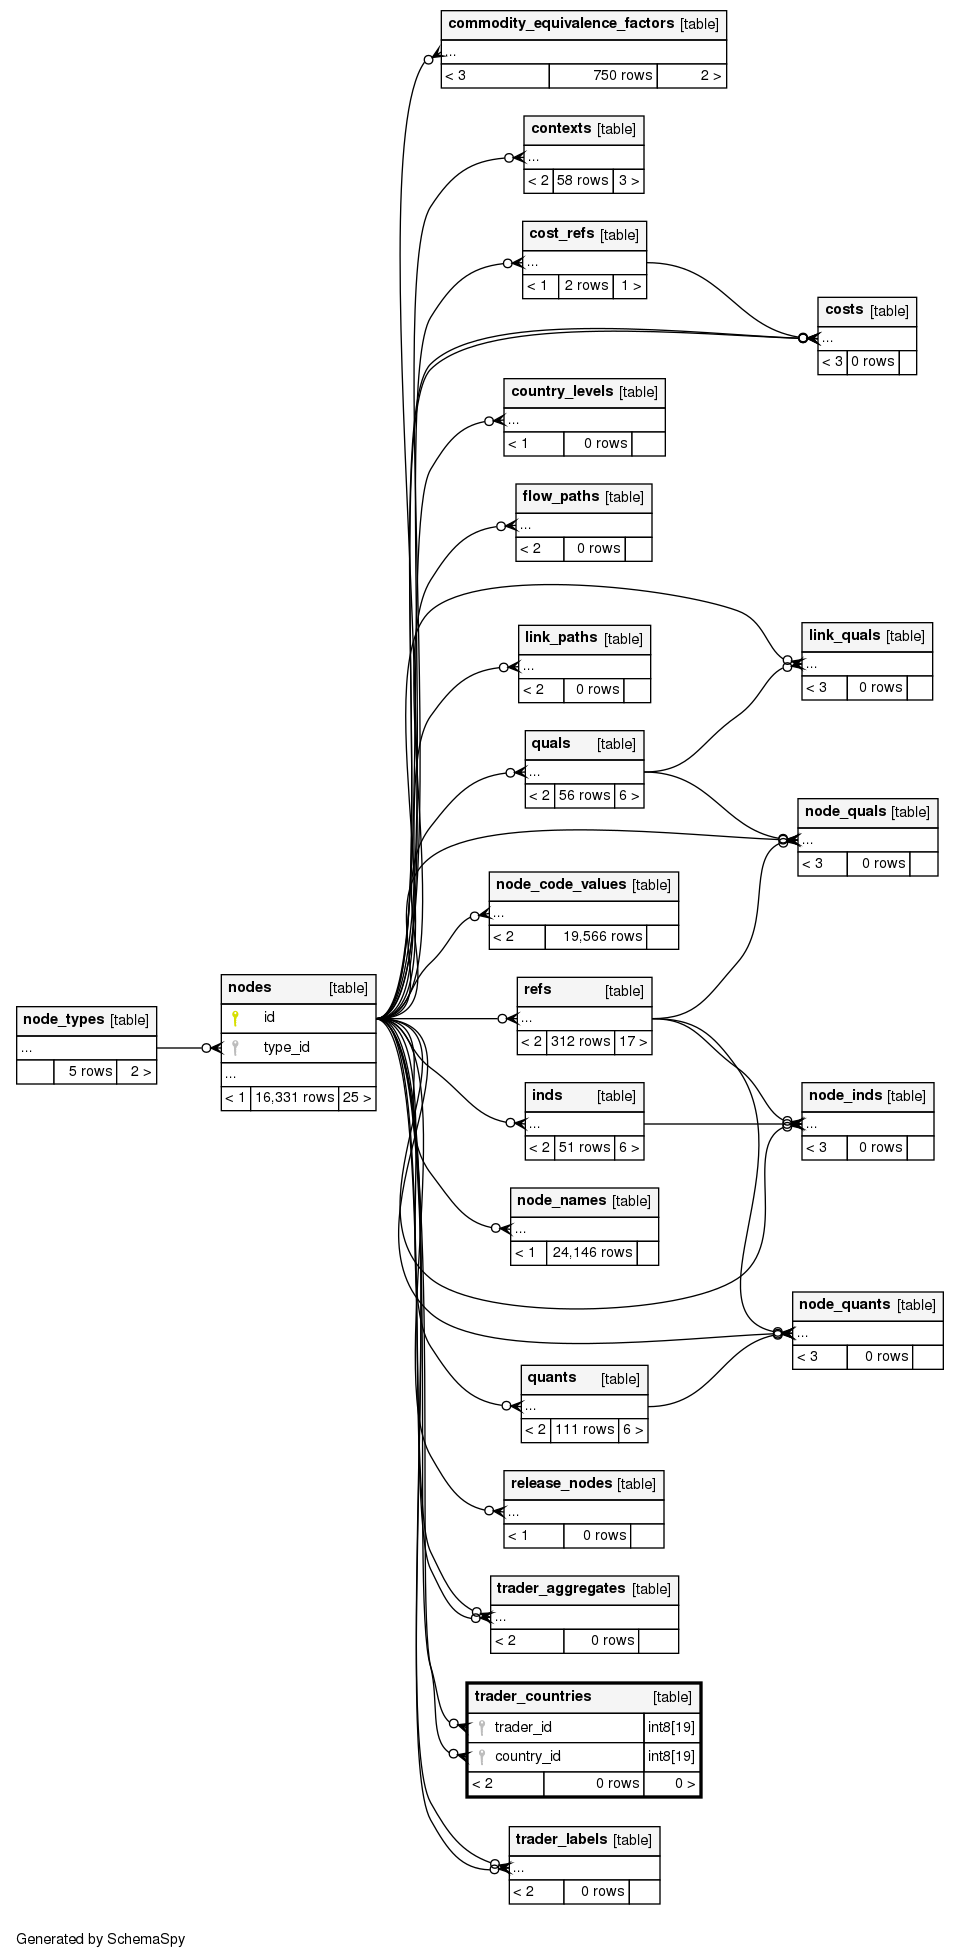 commodity_equivalence_factors [table]
...
< 3 750 rows 2 >
contexts [table]
...
< 2 58 rows 3 >
cost_refs [table]
...
< 1 2 rows 1 >
costs [table]
...
< 3 0 rows
country_levels [table]
...
< 1 0 rows
flow_paths [table]
...
< 2 0 rows
link_paths [table]
...
< 2 0 rows
link_quals [table]
...
< 3 0 rows
quals [table]
...
< 2 56 rows 6 >
node_quals [table]
...
< 3 0 rows
node_code_values [table]
...
< 2 19,566 rows
nodes [table]
id
type_id
...
< 1 16,331 rows 25 >
node_types [table]
...
5 rows 2 >
refs [table]
...
< 2 312 rows 17 >
inds [table]
...
< 2 51 rows 6 >
node_inds [table]
...
< 3 0 rows
node_names [table]
...
< 1 24,146 rows
node_quants [table]
...
< 3 0 rows
quants [table]
...
< 2 111 rows 6 >
release_nodes [table]
...
< 1 0 rows
trader_aggregates [table]
...
< 2 0 rows
trader_countries [table]
trader_id int8[19]
country_id int8[19]
< 2 0 rows 0 >
trader_labels [table]
...
< 2 0 rows
Generated by SchemaSpy